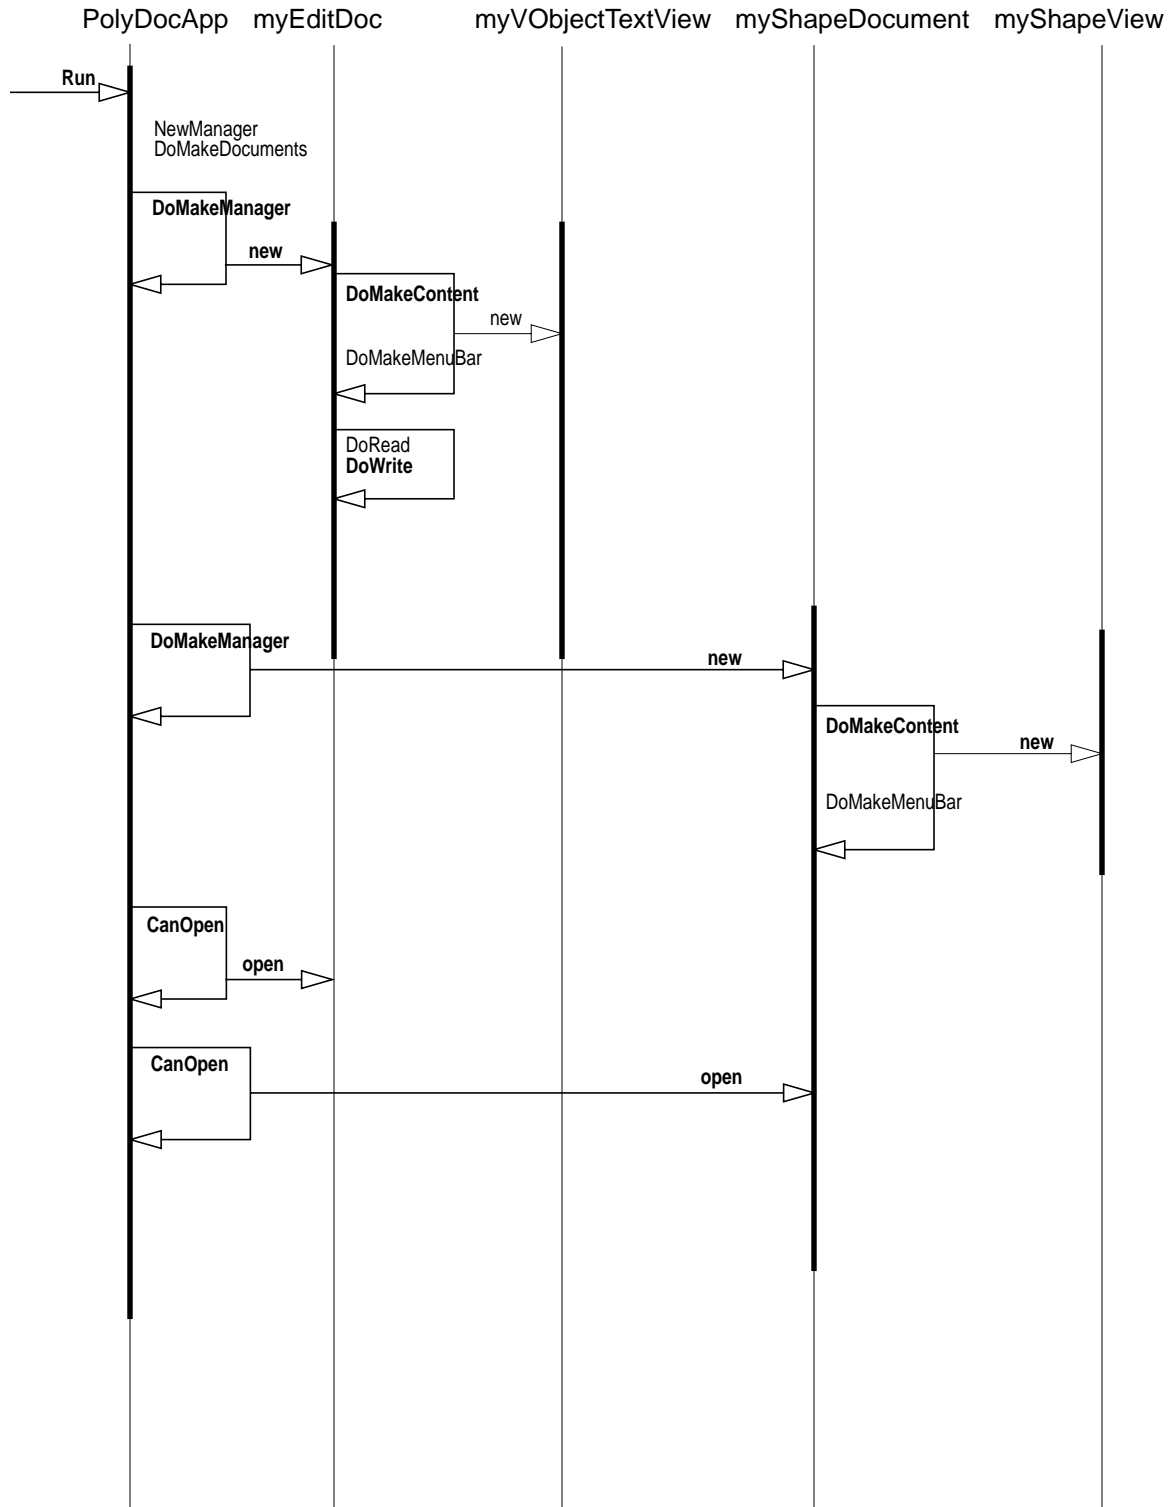 PolyDocApp myEditDoc myVObjectTextView myShapeDocument myShapeView
Run
NewManager
DoMakeDocuments
DoMakeManager
new
DoMakeContent
new
DoMakeMenuBar
DoRead
DoWrite
DoMakeManager
new
DoMakeContent
new
DoMakeMenuBar
CanOpen
open
CanOpen
open